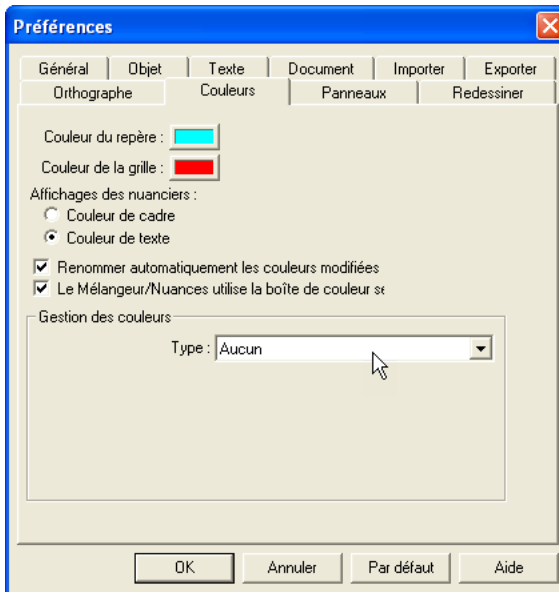 Préférences
Général Objet Texte Document Importer Exporter
Orthographe Couleurs Panneaux Redessiner
Couleur du repère :
Couleur de la grille :
Affichages des nuanciers :
Couleur de cadre
Couleur de texte
Renommer automatiquement les couleurs modifiées
Le Mélangeur/Nuances utilise la boîte de couleur se
Gestion des couleurs
Type : Aucun
OK Annuler Par défaut Aide